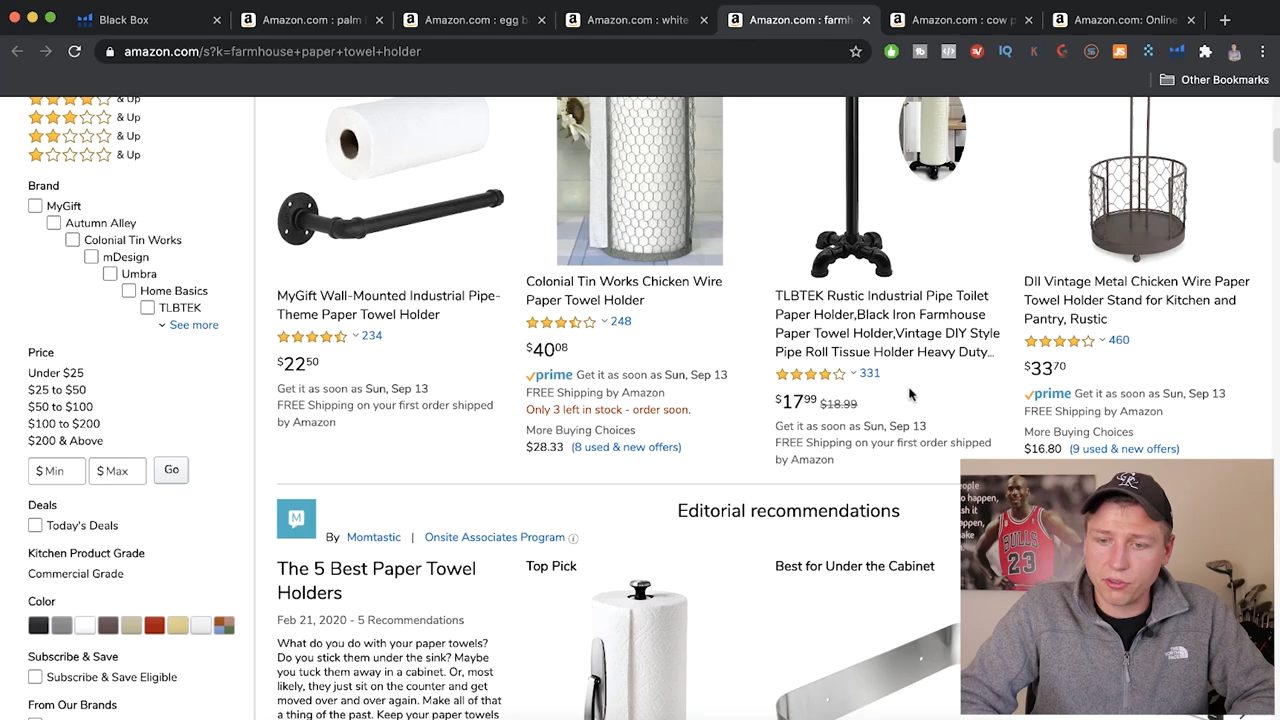 Black Box
Amazon.com : palm
Amazon.com : egg b
Amazon.com : white
Amazon.com : farmh
Amazon.com : cow p
Amazon.com: Online
amazon.com/s?k=farmhouse+paper+towel+holder
Other Bookmarks
& Up
& Up
& Up
& Up
Brand
MyGift
Autumn Alley
Colonial Tin Works
mDesign
Umbra
Home Basics
TLBTEK
See more
Price
Under $25
$25 to $50
$50 to $100
$100 to $200
$200 & Above
$ Min
$ Max
Go
Deals
Today's Deals
Kitchen Product Grade
Commercial Grade
Color
Subscribe & Save
Subscribe & Save Eligible
From Our Brands
MyGift Wall-Mounted Industrial Pipe-
Theme Paper Towel Holder
234
$22 50
Get it as soon as Sun, Sep 13
FREE Shipping on your first order shipped
by Amazon
Colonial Tin Works Chicken Wire
Paper Towel Holder
248
$40 08
prime Get it as soon as Sun, Sep 13
FREE Shipping by Amazon
Only 3 left in stock - order soon.
More Buying Choices
$28.33 (8 used & new offers)
TLBTEK Rustic Industrial Pipe Toilet
Paper Holder,Black Iron Farmhouse
Paper Towel Holder,Vintage DIY Style
Pipe Roll Tissue Holder Heavy Duty...
331
$17 99 $18.99
Get it as soon as Sun, Sep 13
FREE Shipping on your first order shipped
by Amazon
DII Vintage Metal Chicken Wire Paper
Towel Holder Stand for Kitchen and
Pantry, Rustic
460
$33 70
prime Get it as soon as Sun, Sep 13
FREE Shipping by Amazon
More Buying Choices
$16.80 (9 used & new offers)
Editorial recommendations
By Momtastic | Onsite Associates Program
The 5 Best Paper Towel
Holders
Feb 21, 2020 - 5 Recommendations
What do you do with your paper towels?
Do you stick them under the sink? Maybe
you tuck them away in a cabinet. Or, most
likely, they just sit on the counter and get
moved over and over again. Make all of that
a thing of the past. Keep your paper towels
Top Pick
Best for Under the Cabinet
BULLS
23